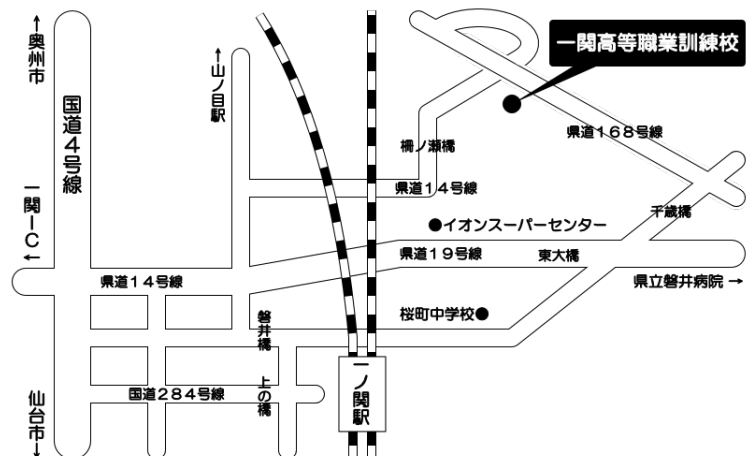 ↑奥州市
国道4号線
↑山ノ目駅
一関高等職業訓練校
県道168号線
柵ノ瀬橋
県道14号線
千歳橋
一関IC←
●イオンスーパーセンター
県道19号線
東大橋
県道14号線
県立磐井病院→
磐井橋
桜町中学校●
一ノ関駅
上の橋
国道284号線
仙台市↓